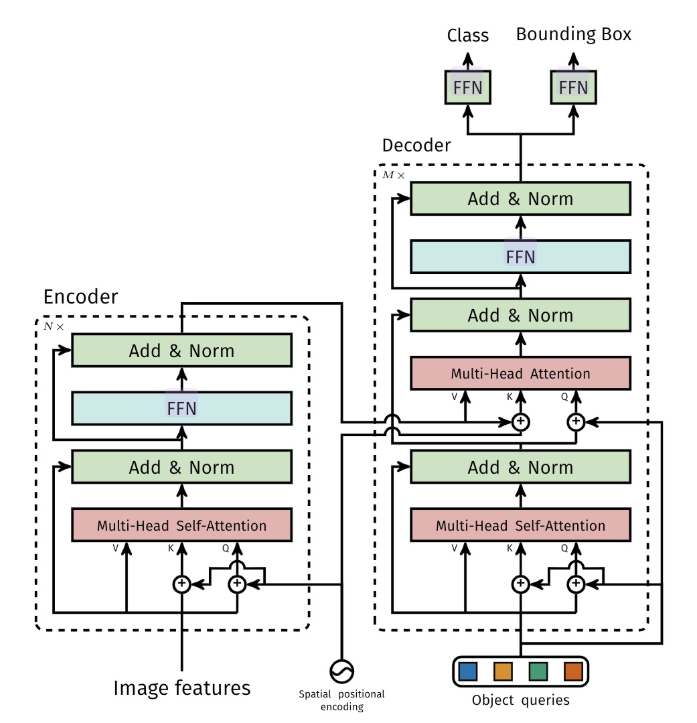 Class
Bounding Box
FFN
FFN
Decoder
M ×
Add & Norm
FFN
Add & Norm
Multi-Head Attention
V
K
Q
Add & Norm
Multi-Head Self-Attention
V
K
Q
Encoder
N ×
Add & Norm
FFN
Add & Norm
Multi-Head Self-Attention
V
K
Q
Image features
Spatial positional
encoding
Object queries